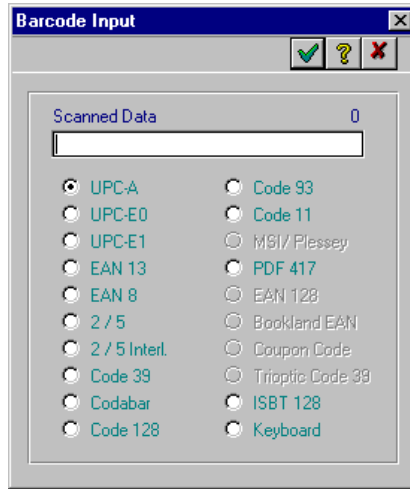 Barcode Input
Scanned Data 0
UPC-A
UPC-E0
UPC-E1
EAN 13
EAN 8
2 / 5
2 / 5 Interl.
Code 39
Codabar
Code 128
Code 93
Code 11
MSI/ Plessey
PDF 417
EAN 128
Bookland EAN
Coupon Code
Trioptic Code 39
ISBT 128
Keyboard